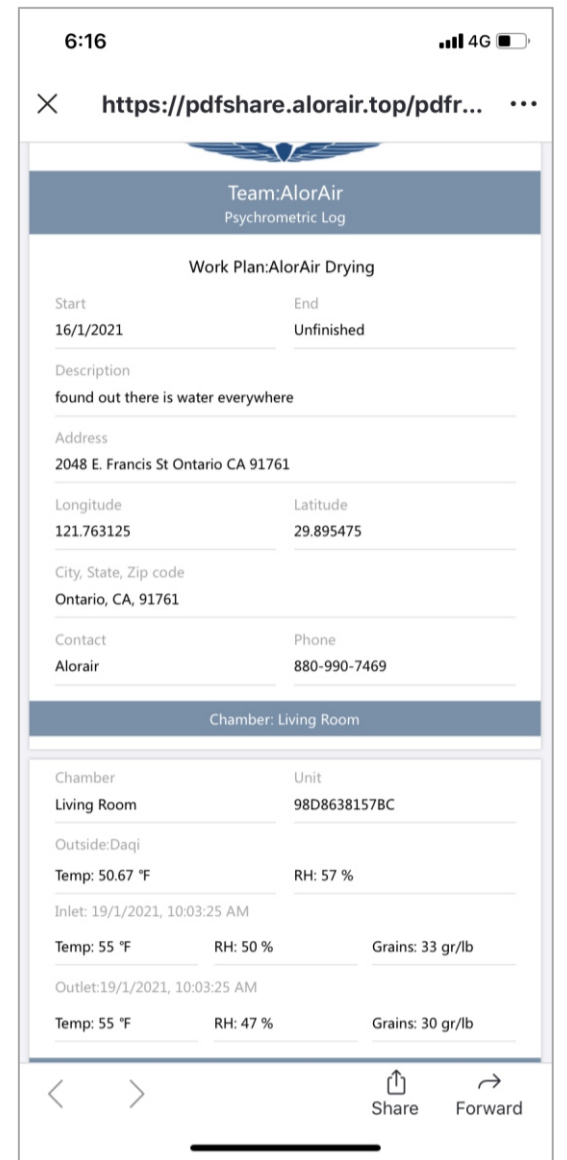 6:16
4G
https://pdfshare.alorair.top/pdfr... ...
Team:AlorAir
Psychrometric Log
Work Plan:AlorAir Drying
Start End
16/1/2021 Unfinished
Description
found out there is water everywhere
Address
2048 E. Francis St Ontario CA 91761
Longitude Latitude
121.763125 29.895475
City, State, Zip code
Ontario, CA, 91761
Contact Phone
Alorair 880-990-7469
Chamber: Living Room
Chamber Unit
Living Room 98D8638157BC
Outside:Daqi
Temp: 50.67 °F RH: 57 %
Inlet: 19/1/2021, 10:03:25 AM
Temp: 55 °F RH: 50 % Grains: 33 gr/lb
Outlet:19/1/2021, 10:03:25 AM
Temp: 55 °F RH: 47 % Grains: 30 gr/lb
Share Forward